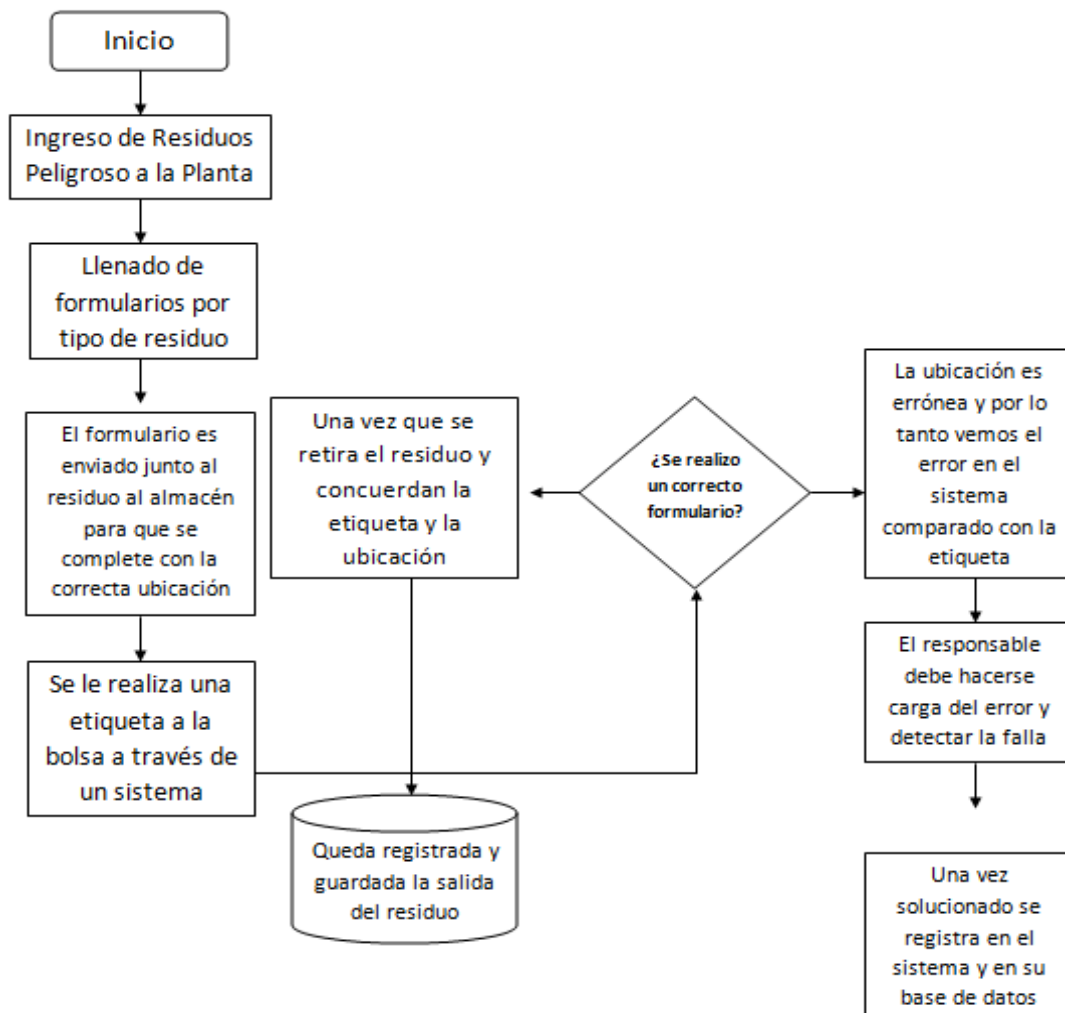 Inicio
Ingreso de Residuos
Peligroso a la Planta
Llenado de
formularios por
tipo de residuo
El formulario es
enviado junto al
residuo al almacén
para que se
complete con la
correcta ubicación
Se le realiza una
etiqueta a la
bolsa a través de
un sistema
¿Se realizo
un correcto
formulario?
Una vez que se
retira el residuo y
concuerdan la
etiqueta y la
ubicación
Queda registrada y
guardada la salida
del residuo
La ubicación es
errónea y por lo
tanto vemos el
error en el
sistema
comparado con la
etiqueta
El responsable
debe hacerse
carga del error y
detectar la falla
Una vez
solucionado se
registra en el
sistema y en su
base de datos